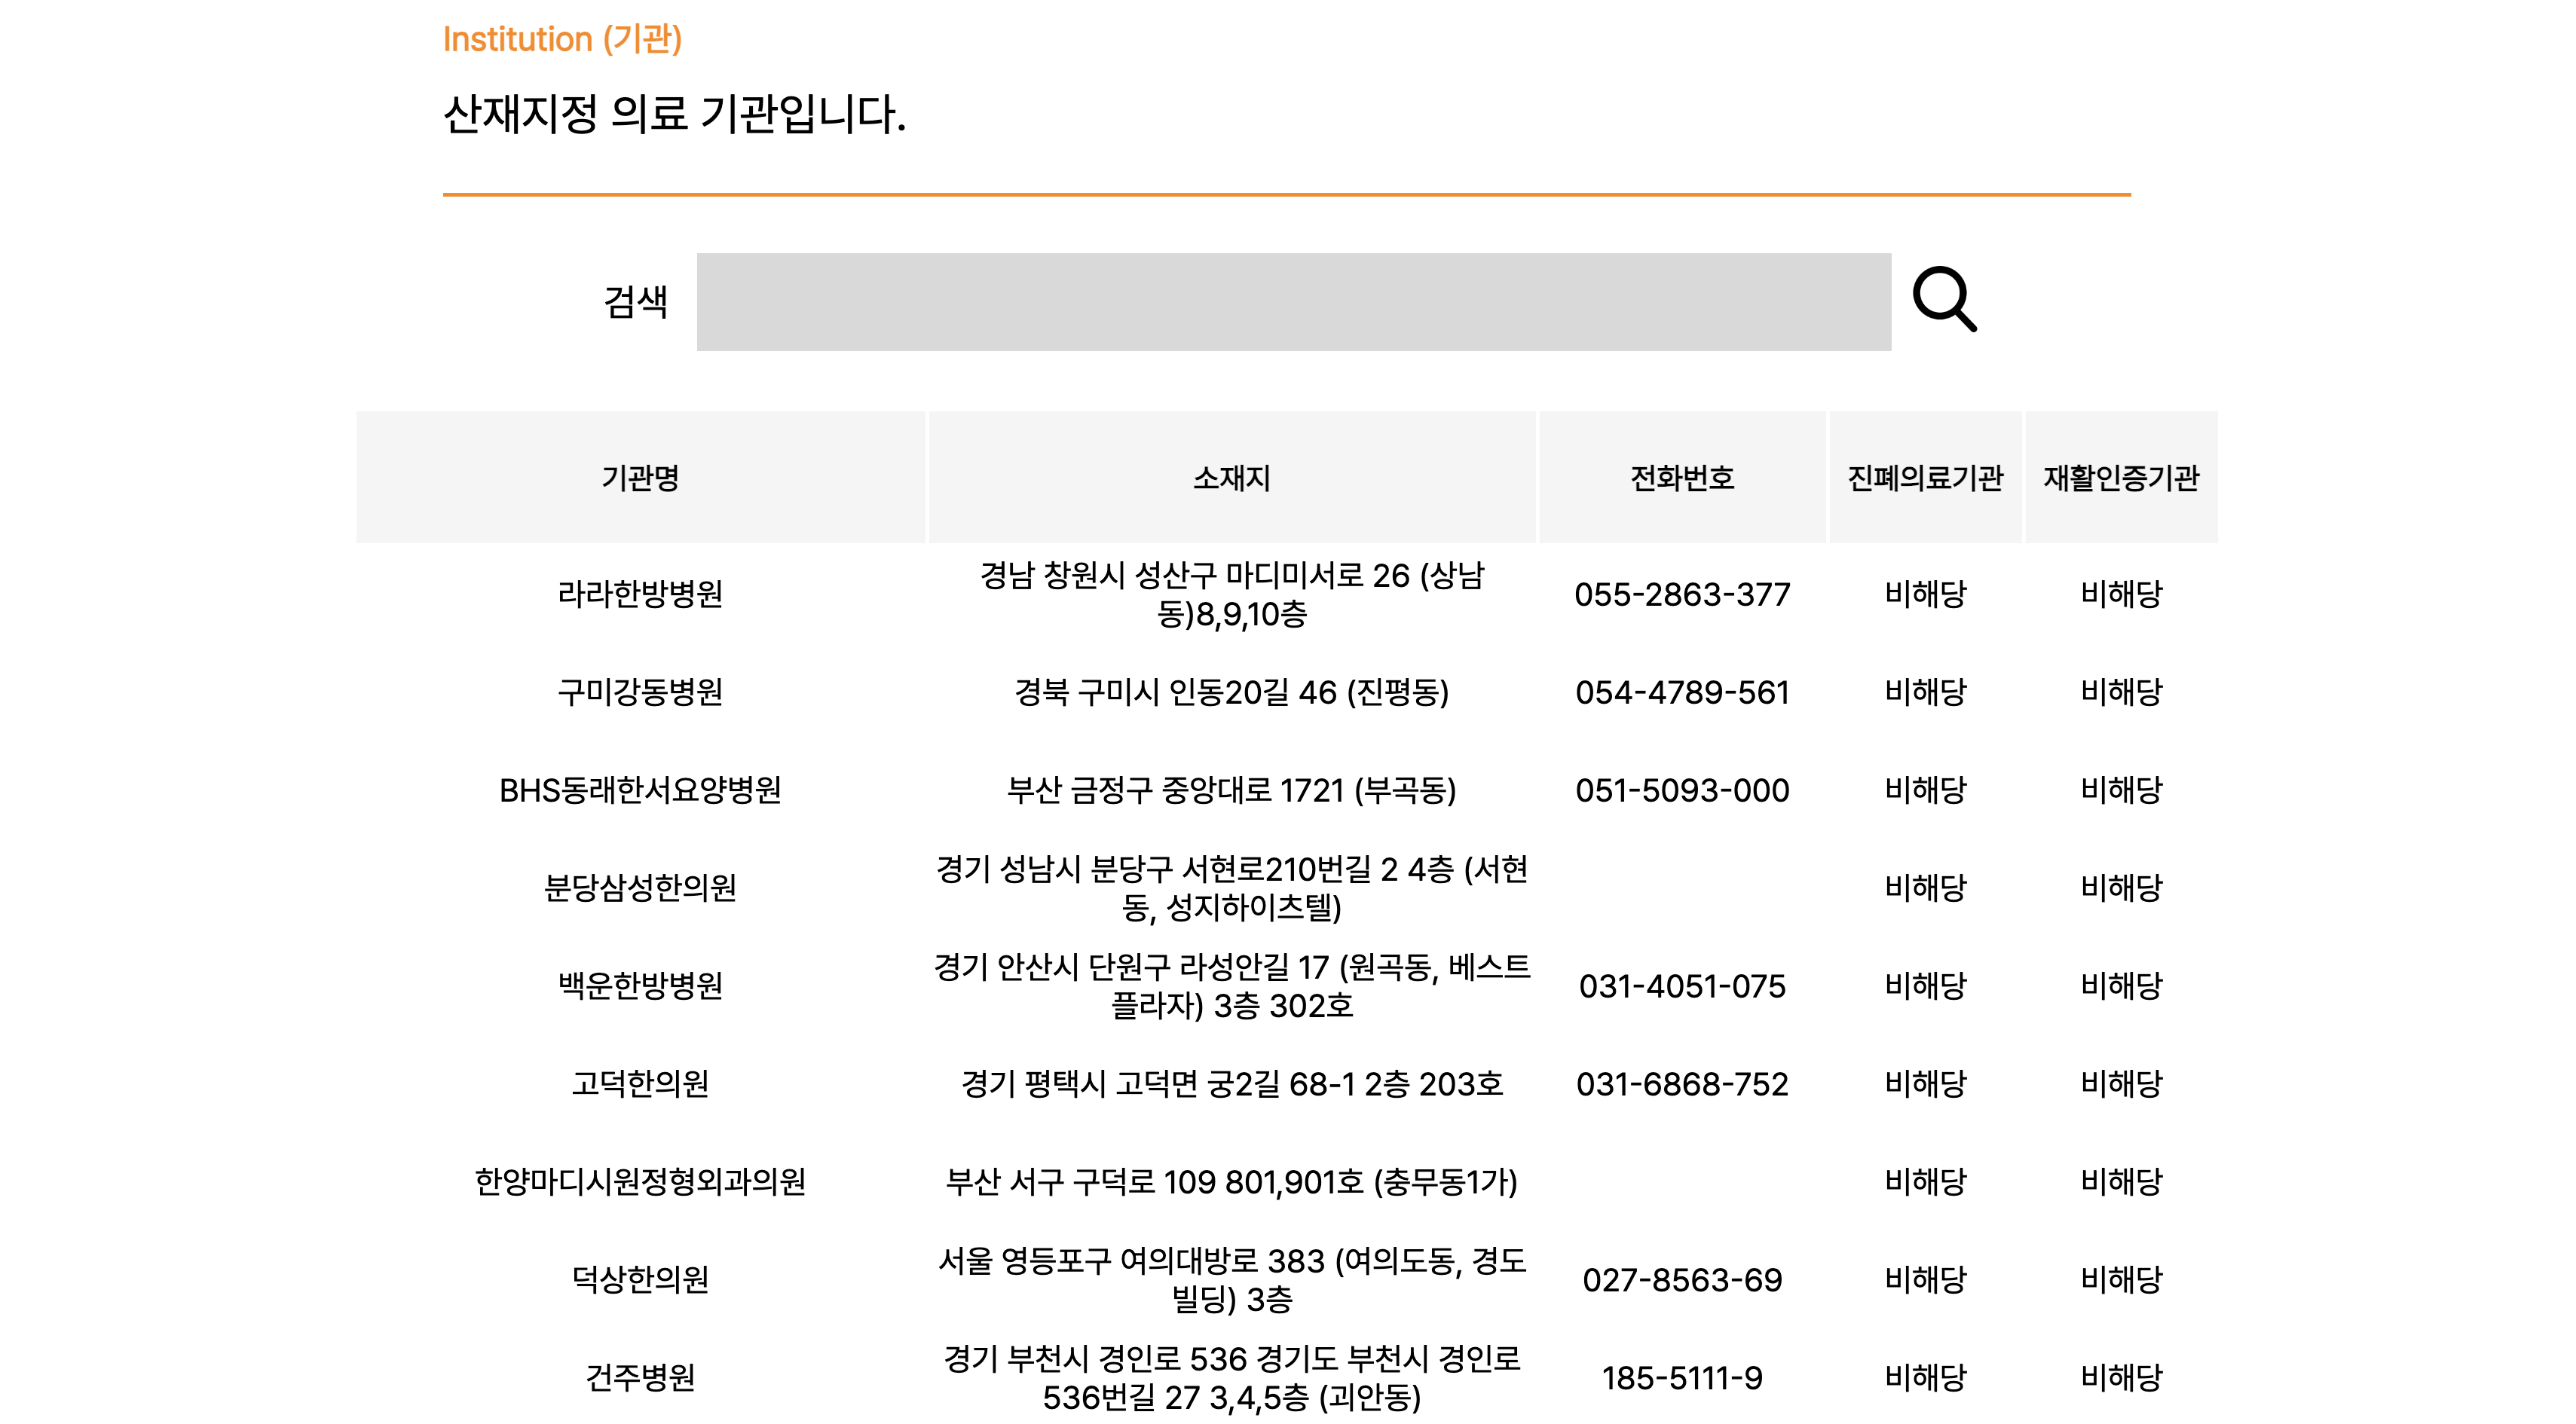 Institution (기관)
산재지정 의료 기관입니다.
검색
기관명 소재지 전화번호 진폐의료기관 재활인증기관
라라한방병원 경남 창원시 성산구 마디미서로 26 (상남
동)8,9,10층 055-2863-377 비해당 비해당
구미강동병원 경북 구미시 인동20길 46 (진평동) 054-4789-561 비해당 비해당
BHS동래한서요양병원 부산 금정구 중앙대로 1721 (부곡동) 051-5093-000 비해당 비해당
분당삼성한의원 경기 성남시 분당구 서현로210번길 2 4층 (서현
동, 성지하이츠텔) 비해당 비해당
백운한방병원 경기 안산시 단원구 라성안길 17 (원곡동, 베스트
플라자) 3층 302호 031-4051-075 비해당 비해당
고덕한의원 경기 평택시 고덕면 궁2길 68-1 2층 203호 031-6868-752 비해당 비해당
한양마디시원정형외과의원 부산 서구 구덕로 109 801,901호 (충무동1가) 비해당 비해당
덕상한의원 서울 영등포구 여의대방로 383 (여의도동, 경도
빌딩) 3층 027-8563-69 비해당 비해당
건주병원 경기 부천시 경인로 536 경기도 부천시 경인로
536번길 27 3,4,5층 (괴안동) 185-5111-9 비해당 비해당